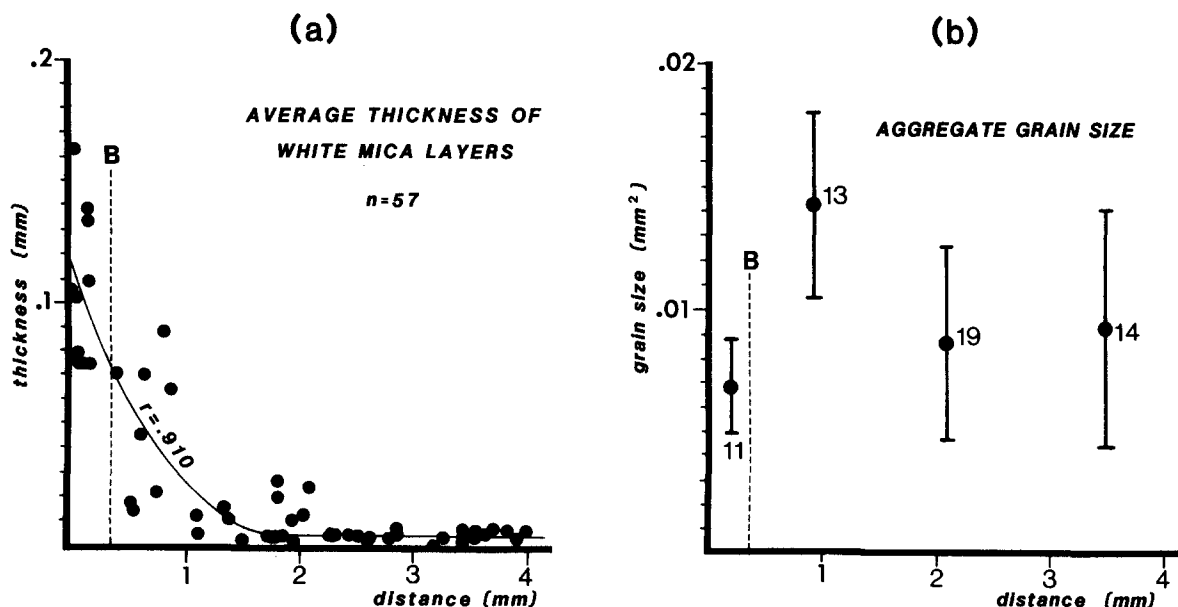 (a)
.2
AVERAGE THICKNESS OF
WHITE MICA LAYERS
n=57
B
.1
thickness (mm)
r=.910
1
2
3
4
distance (mm)
(b)
.02
AGGREGATE GRAIN SIZE
13
B
.01
grain size (mm²)
19
14
11
1
2
3
4
distance (mm)